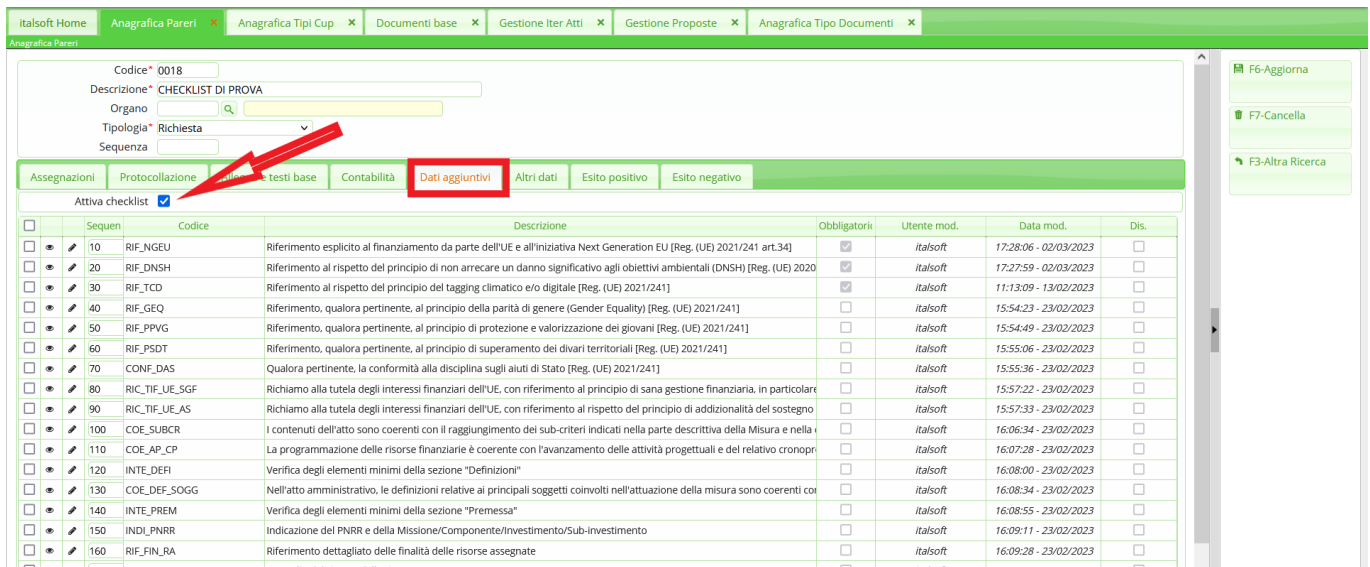 italsoft Home Anagrafica Pareri × Anagrafica Tipi Cup × Documenti base × Gestione Iter Atti × Gestione Proposte × Anagrafica Tipo Documenti ×
Anagrafica Pareri
Codice* 0018
Descrizione* CHECKLIST DI PROVA
Organo
Tipologia* Richiesta
Sequenza
F6-Aggiorna
F7-Cancella
F3-Altra Ricerca
Assegnazioni Protocollazione testi base Contabilità Dati aggiuntivi Altri dati Esito positivo Esito negativo
Attiva checklist
Sequen Codice Descrizione Obbligatorio Utente mod. Data mod. Dis.
10 RIF_NGEU Riferimento esplicito al finanziamento da parte dell'UE e all'iniziativa Next Generation EU [Reg. (UE) 2021/241 art.34] italsoft 17:28:06 - 02/03/2023
20 RIF_DNSH Riferimento al rispetto del principio di non arrecare un danno significativo agli obiettivi ambientali (DNSH) [Reg. (UE) 2020 italsoft 17:27:59 - 02/03/2023
30 RIF_TCD Riferimento al rispetto del principio del tagging climatico e/o digitale [Reg. (UE) 2021/241] italsoft 11:13:09 - 13/02/2023
40 RIF_GEQ Riferimento, qualora pertinente, al principio della parità di genere (Gender Equality) [Reg. (UE) 2021/241] italsoft 15:54:23 - 23/02/2023
50 RIF_PPVG Riferimento, qualora pertinente, al principio di protezione e valorizzazione dei giovani [Reg. (UE) 2021/241] italsoft 15:54:49 - 23/02/2023
60 RIF_PSDT Riferimento, qualora pertinente, al principio di superamento dei divari territoriali [Reg. (UE) 2021/241] italsoft 15:55:06 - 23/02/2023
70 CONF_DAS Qualora pertinente, la conformità alla disciplina sugli aiuti di Stato [Reg. (UE) 2021/241] italsoft 15:55:36 - 23/02/2023
80 RIC_TIF_UE_SGF Richiamo alla tutela degli interessi finanziari dell'UE, con riferimento al principio di sana gestione finanziaria, in particolare italsoft 15:57:22 - 23/02/2023
90 RIC_TIF_UE_AS Richiamo alla tutela degli interessi finanziari dell'UE, con riferimento al rispetto del principio di addizionalità del sostegno italsoft 15:57:33 - 23/02/2023
100 COE_SUBCR I contenuti dell'atto sono coerenti con il raggiungimento dei sub-criteri indicati nella parte descrittiva della Misura e nella italsoft 16:06:34 - 23/02/2023
110 COE_AP_CP La programmazione delle risorse finanziarie è coerente con l'avanzamento delle attività progettuali e del relativo cronopr italsoft 16:07:28 - 23/02/2023
120 INTE_DEFI Verifica degli elementi minimi della sezione "Definizioni" italsoft 16:08:00 - 23/02/2023
130 COE_DEF_SOGG Nell'atto amministrativo, le definizioni relative ai principali soggetti coinvolti nell'attuazione della misura sono coerenti co italsoft 16:08:34 - 23/02/2023
140 INTE_PREM Verifica degli elementi minimi della sezione "Premessa" italsoft 16:08:55 - 23/02/2023
150 INDI_PNRR Indicazione del PNRR e della Missione/Componente/Investimento/Sub-investimento italsoft 16:09:11 - 23/02/2023
160 RIF_FIN_RA Riferimento dettagliato delle finalità delle risorse assegnate italsoft 16:09:28 - 23/02/2023